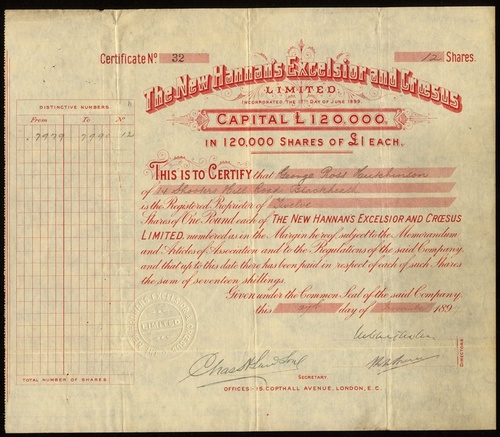 Certificate No 32
12 Shares.
The New Hannan's Excelsior and Crœsus
LIMITED.
INCORPORATED THE 17TH DAY OF JUNE 1895
CAPITAL £120,000.
IN 120,000 SHARES OF £1 EACH.
DISTINCTIVE NUMBERS.
From To No
7979 7990 12
THIS IS TO CERTIFY that George Ross Hutchinson
of 14 Shooters Hill Road Blackheath
is the Registered Proprietor of Twelve
Shares of One Pound each of THE NEW HANNANS EXCELSIOR AND CRŒSUS
LIMITED, numbered as in the Margin hereof, subject to the Memorandum
and Articles of Association and to the Regulations of the said Company,
and that up to this date there has been paid in respect of each of such Shares
the sum of seventeen shillings.
Given under the Common Seal of the said Company,
this day of 189
LIMITED
DIRECTORS
SECRETARY.
TOTAL NUMBER OF SHARES
OFFICES: 15, COPTHALL AVENUE, LONDON, E.C.